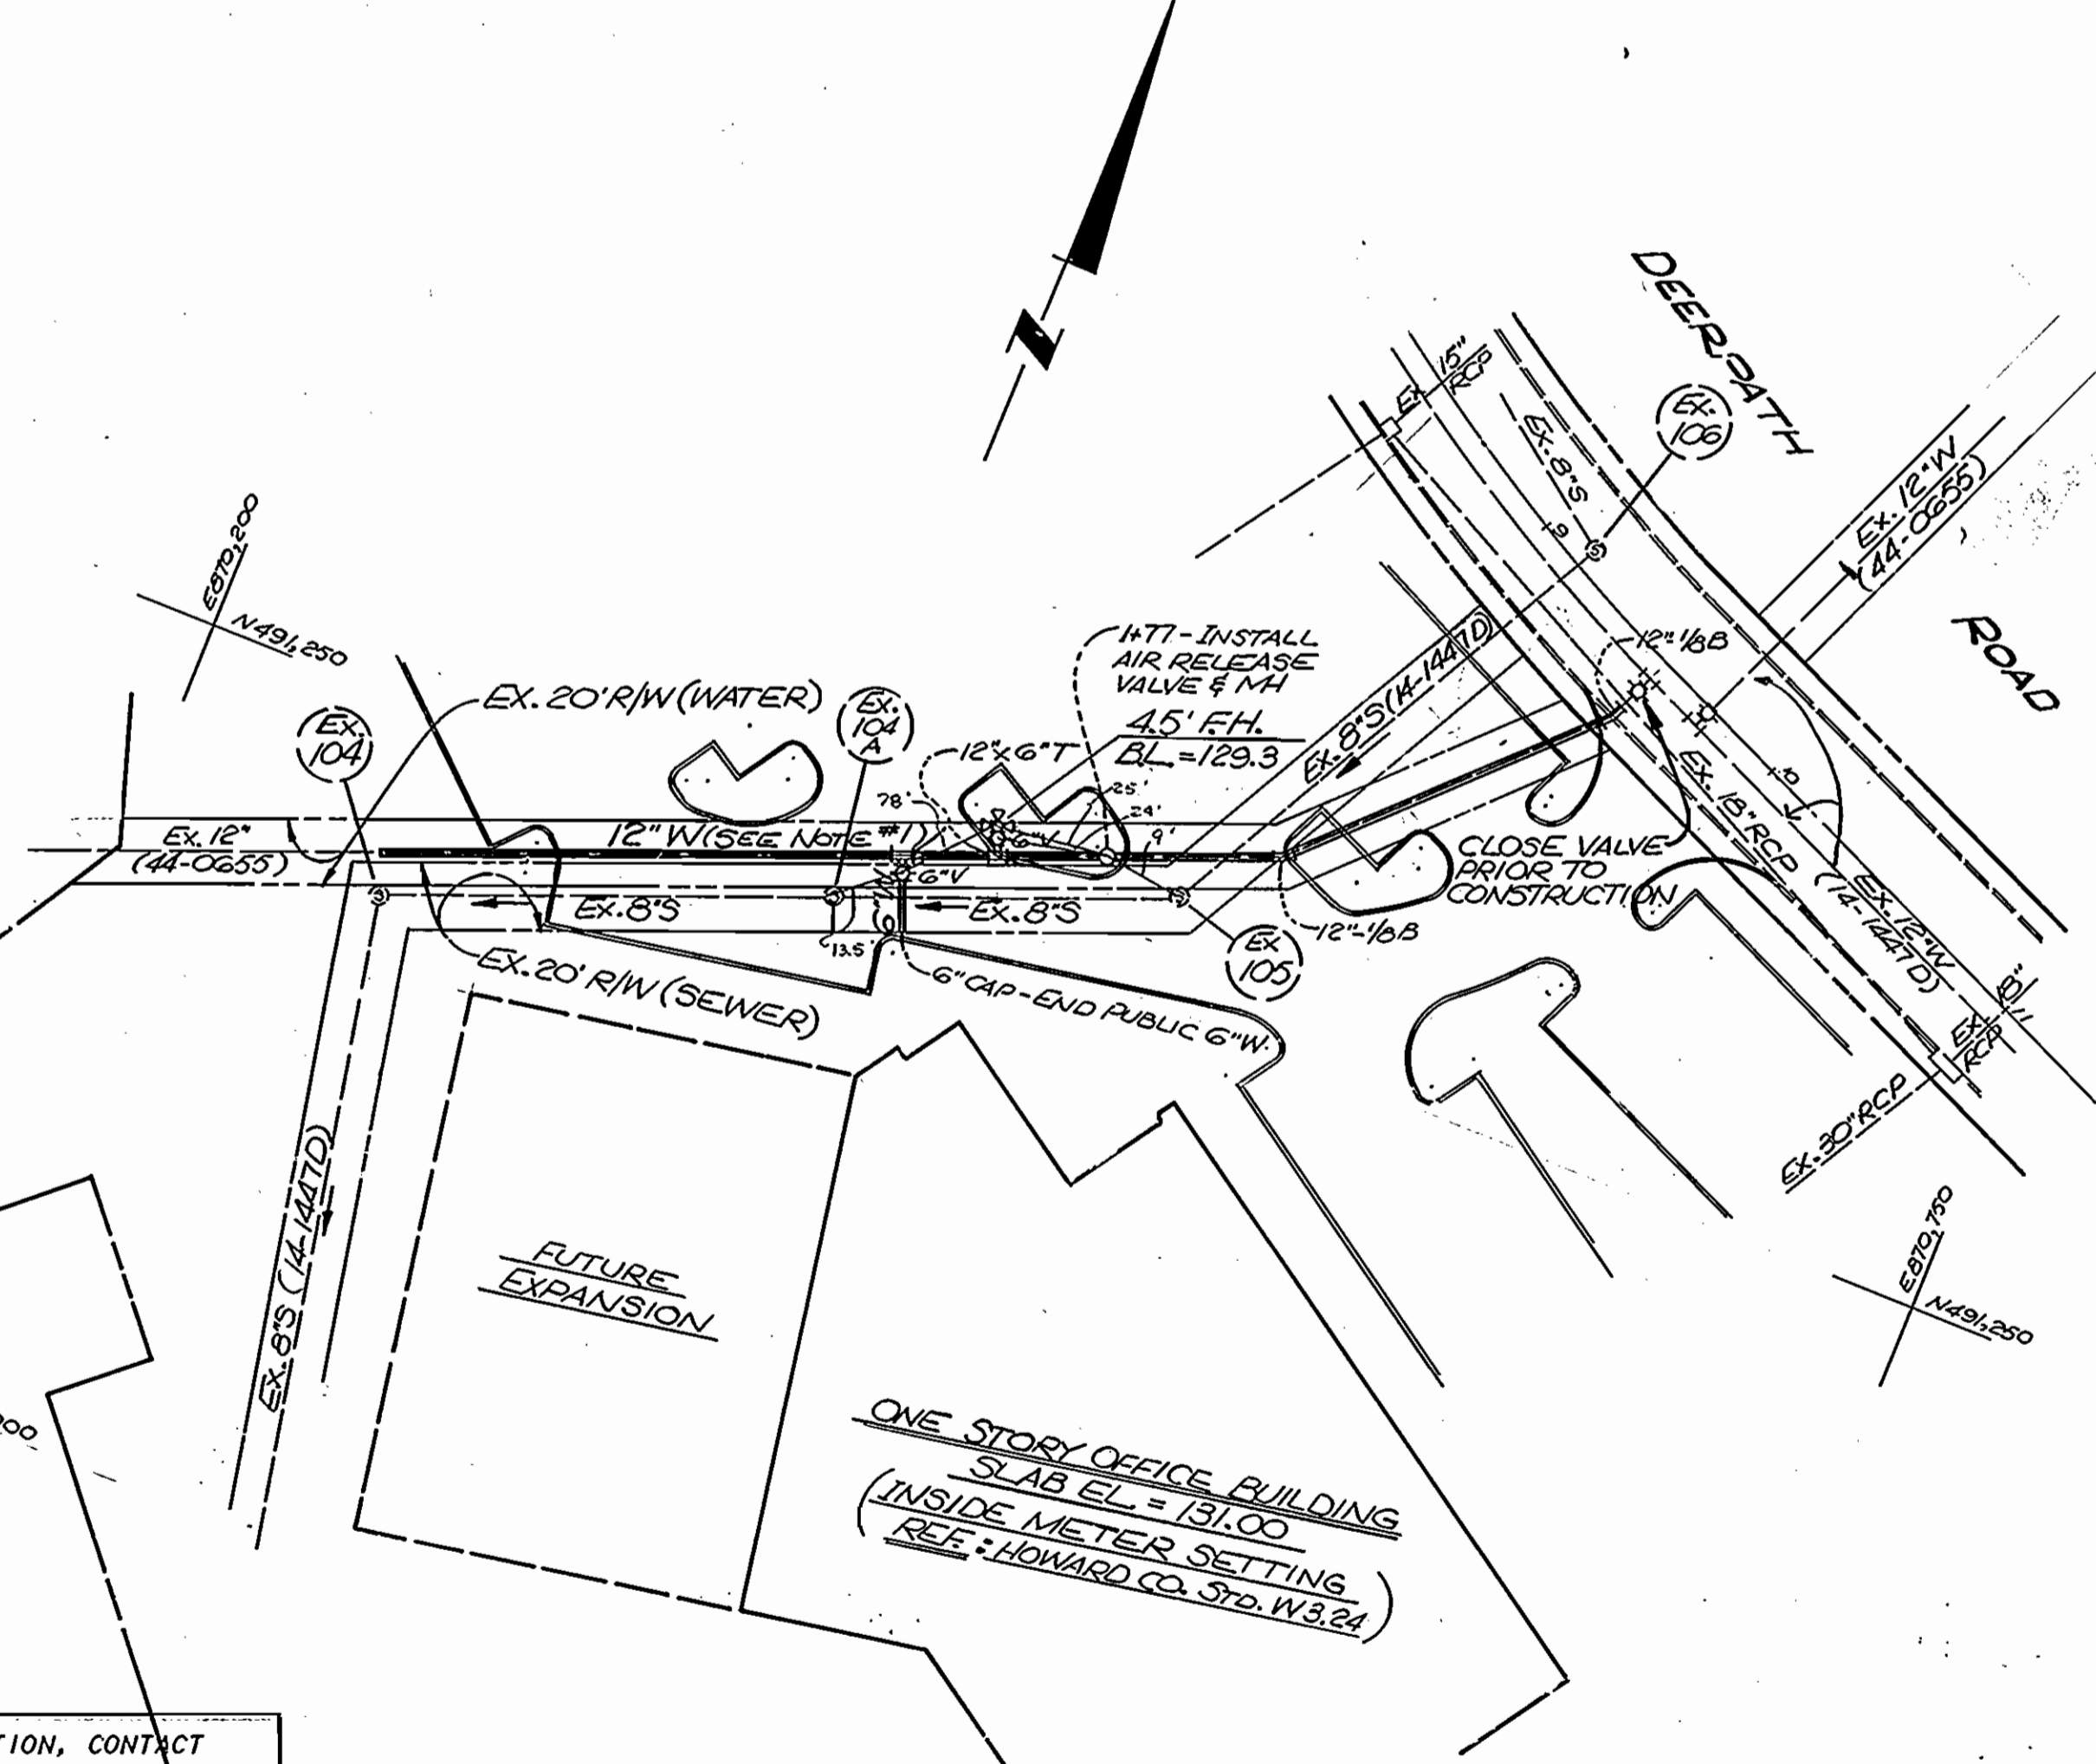 N
DEERPATH
ROAD
EX.
106
EX. 15"
RCP
EX. 8"S
EX. 12"W
(44-0655)
E870,200
N491,250
EX. 20' R/W (WATER)
EX.
104
EX.
104
A
1+77-INSTALL
AIR RELEASE
VALVE & MH
4.5' F.H.
BL.=129.3
12"x6"T
EX. 8"S (14-1447D)
12"-1/8B
78'
25'
24'
9'
EX. 12"
(44-0655)
12" W (SEE NOTE #1)
6"V
6"V
EX. 8"S
EX. 8"S
13.5'
EX. 18" RCP
CLOSE VALVE
PRIOR TO
CONSTRUCTION
EX. 12"W
(14-1447D)
12"-1/8B
EX
105
EX. 20' R/W (SEWER)
6" CAP-END PUBLIC 6"W.
EX. 18"
RCP
EX. 30" RCP
EX. 8"S (14-1447D)
E870,750
N491,250
FUTURE
EXPANSION
ONE STORY OFFICE BUILDING
SLAB EL. = 131.00
(INSIDE METER SETTING
REF.: HOWARD CO. STD. W3.24)
TION, CONTACT